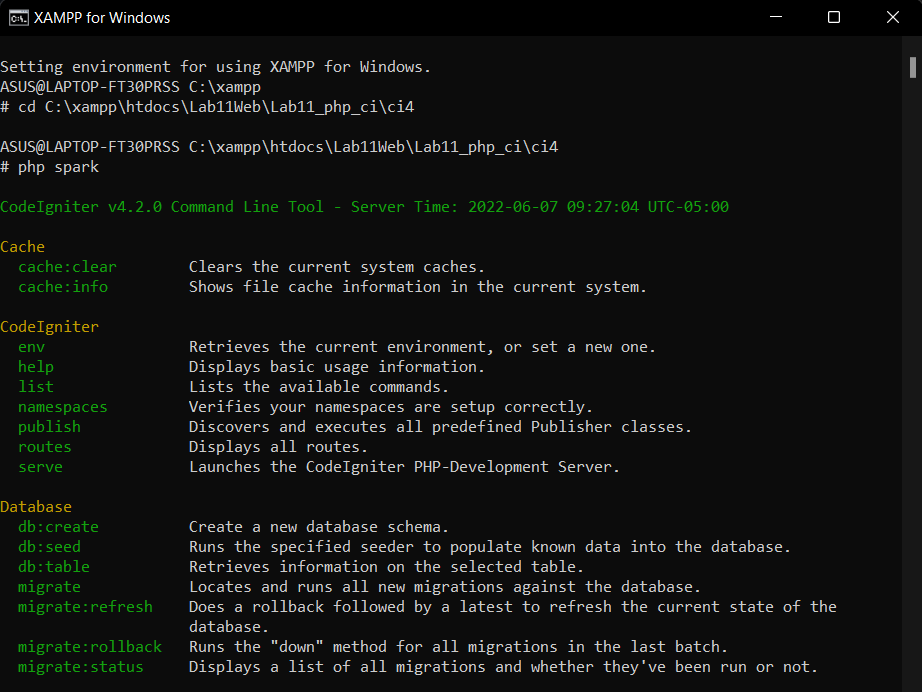 XAMPP for Windows
Setting environment for using XAMPP for Windows.
ASUS@LAPTOP-FT30PRSS C:\xampp
# cd C:\xampp\htdocs\Lab11Web\Lab11_php_ci\ci4
ASUS@LAPTOP-FT30PRSS C:\xampp\htdocs\Lab11Web\Lab11_php_ci\ci4
# php spark
CodeIgniter v4.2.0 Command Line Tool - Server Time: 2022-06-07 09:27:04 UTC-05:00
Cache
cache:clear Clears the current system caches.
cache:info Shows file cache information in the current system.
CodeIgniter
env Retrieves the current environment, or set a new one.
help Displays basic usage information.
list Lists the available commands.
namespaces Verifies your namespaces are setup correctly.
publish Discovers and executes all predefined Publisher classes.
routes Displays all routes.
serve Launches the CodeIgniter PHP-Development Server.
Database
db:create Create a new database schema.
db:seed Runs the specified seeder to populate known data into the database.
db:table Retrieves information on the selected table.
migrate Locates and runs all new migrations against the database.
migrate:refresh Does a rollback followed by a latest to refresh the current state of the
database.
migrate:rollback Runs the "down" method for all migrations in the last batch.
migrate:status Displays a list of all migrations and whether they've been run or not.